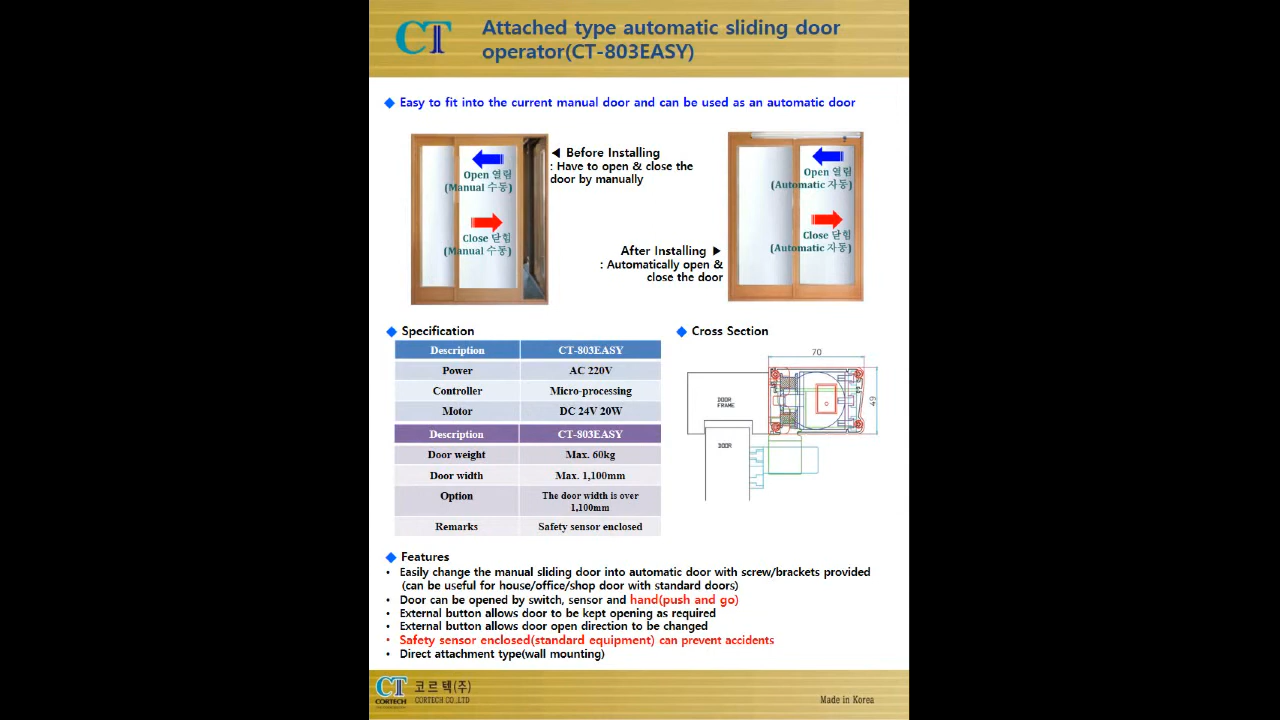 CT
Attached type automatic sliding door
operator(CT-803EASY)
Easy to fit into the current manual door and can be used as an automatic door
Open 열림
(Manual 수동)
Close 닫힘
(Manual 수동)
◀ Before Installing
: Have to open & close the
door by manually
After Installing ▶
: Automatically open &
close the door
Open 열림
(Automatic 자동)
Close 닫힘
(Automatic 자동)
Specification
Description CT-803EASY
Power AC 220V
Controller Micro-processing
Motor DC 24V 20W
Description CT-803EASY
Door weight Max. 60kg
Door width Max. 1,100mm
Option The door width is over
1,100mm
Remarks Safety sensor enclosed
Cross Section
70
49
DOOR
FRAME
DOOR
Features
• Easily change the manual sliding door into automatic door with screw/brackets provided
(can be useful for house/office/shop door with standard doors)
• Door can be opened by switch, sensor and hand(push and go)
• External button allows door to be kept opening as required
• External button allows door open direction to be changed
• Safety sensor enclosed(standard equipment) can prevent accidents
• Direct attachment type(wall mounting)
CT
CORTECH
코르텍(주)
CORTECH CO.,LTD
Made in Korea